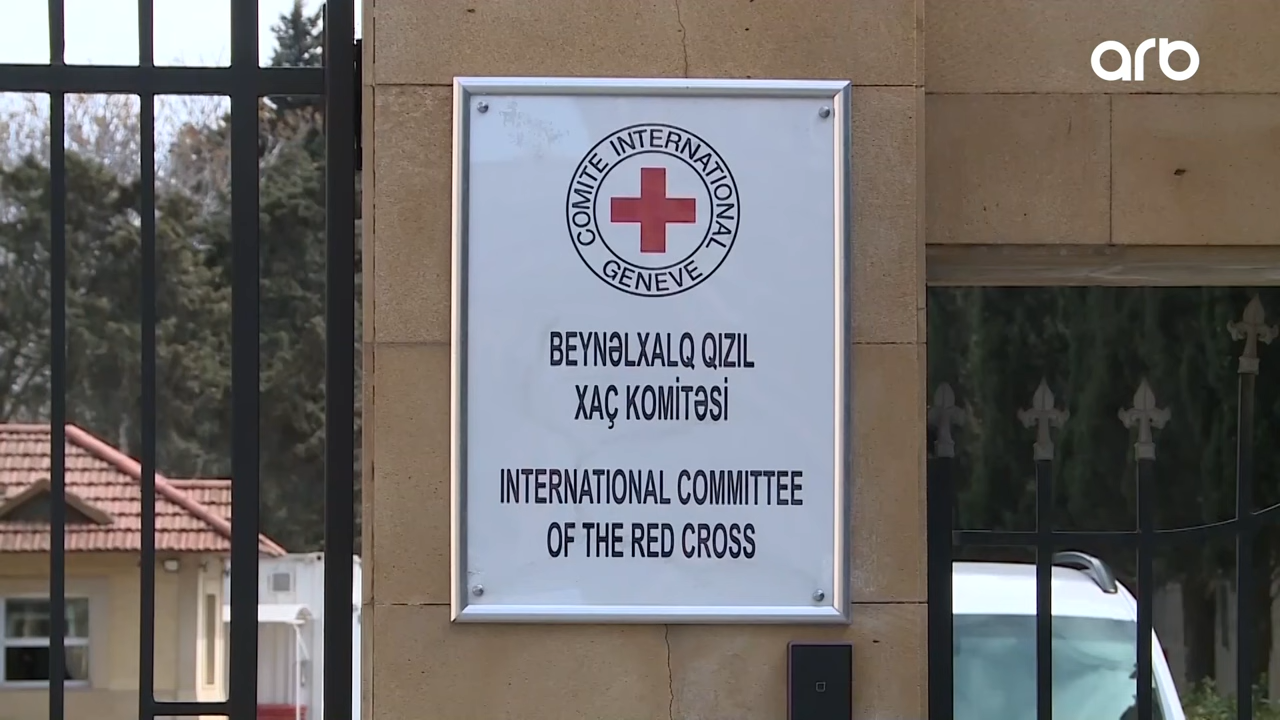 arb
COMITE INTERNATIONAL
GENEVE
BEYNƏLXALQ QIZIL
XAÇ KOMİTƏSİ
INTERNATIONAL COMMITTEE
OF THE RED CROSS